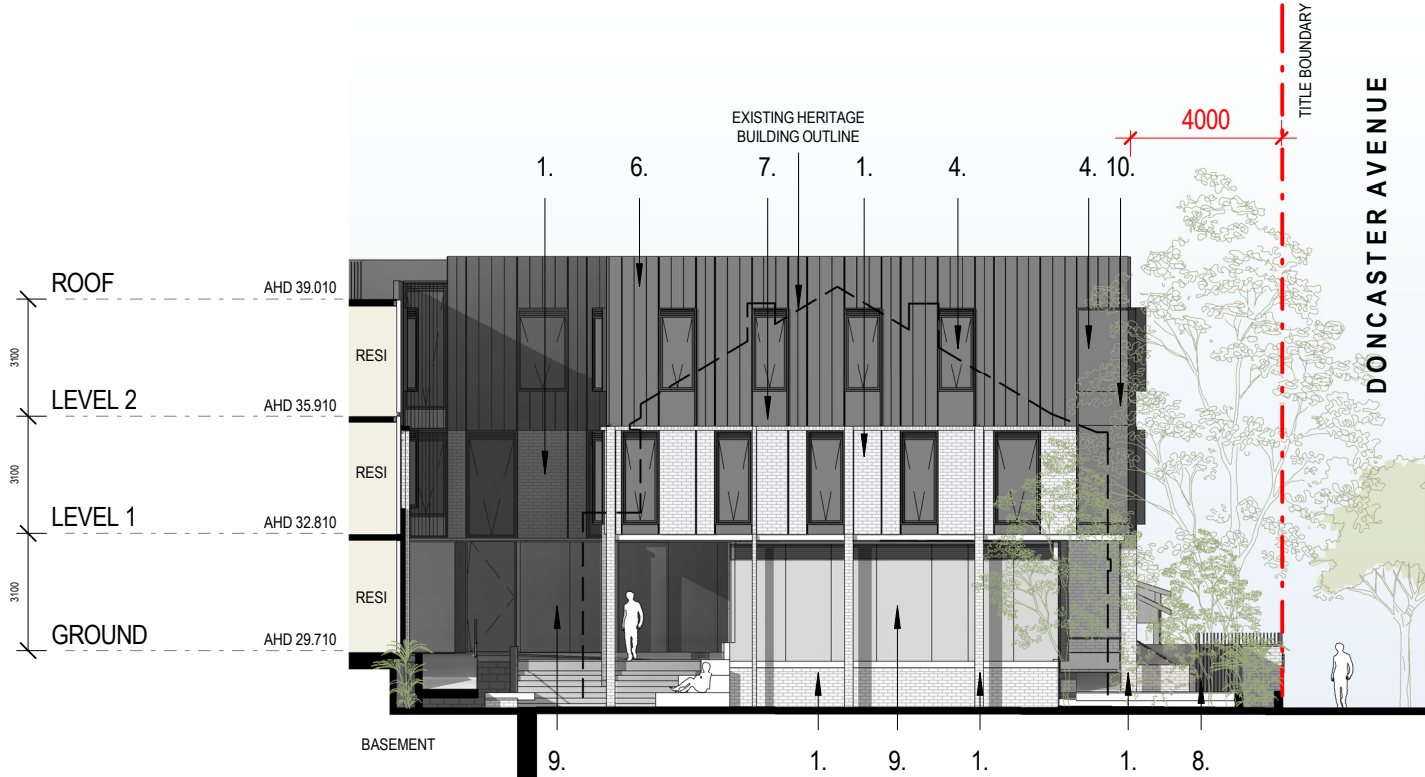 TITLE BOUNDARY
DONCASTER AVENUE
4000
EXISTING HERITAGE
BUILDING OUTLINE
1. 6. 7. 1. 4. 4. 10.
ROOF AHD 39.010
3100
RESI
LEVEL 2 AHD 35.910
3100
RESI
LEVEL 1 AHD 32.810
3100
RESI
GROUND AHD 29.710
BASEMENT
9. 1. 9. 1. 1. 8.